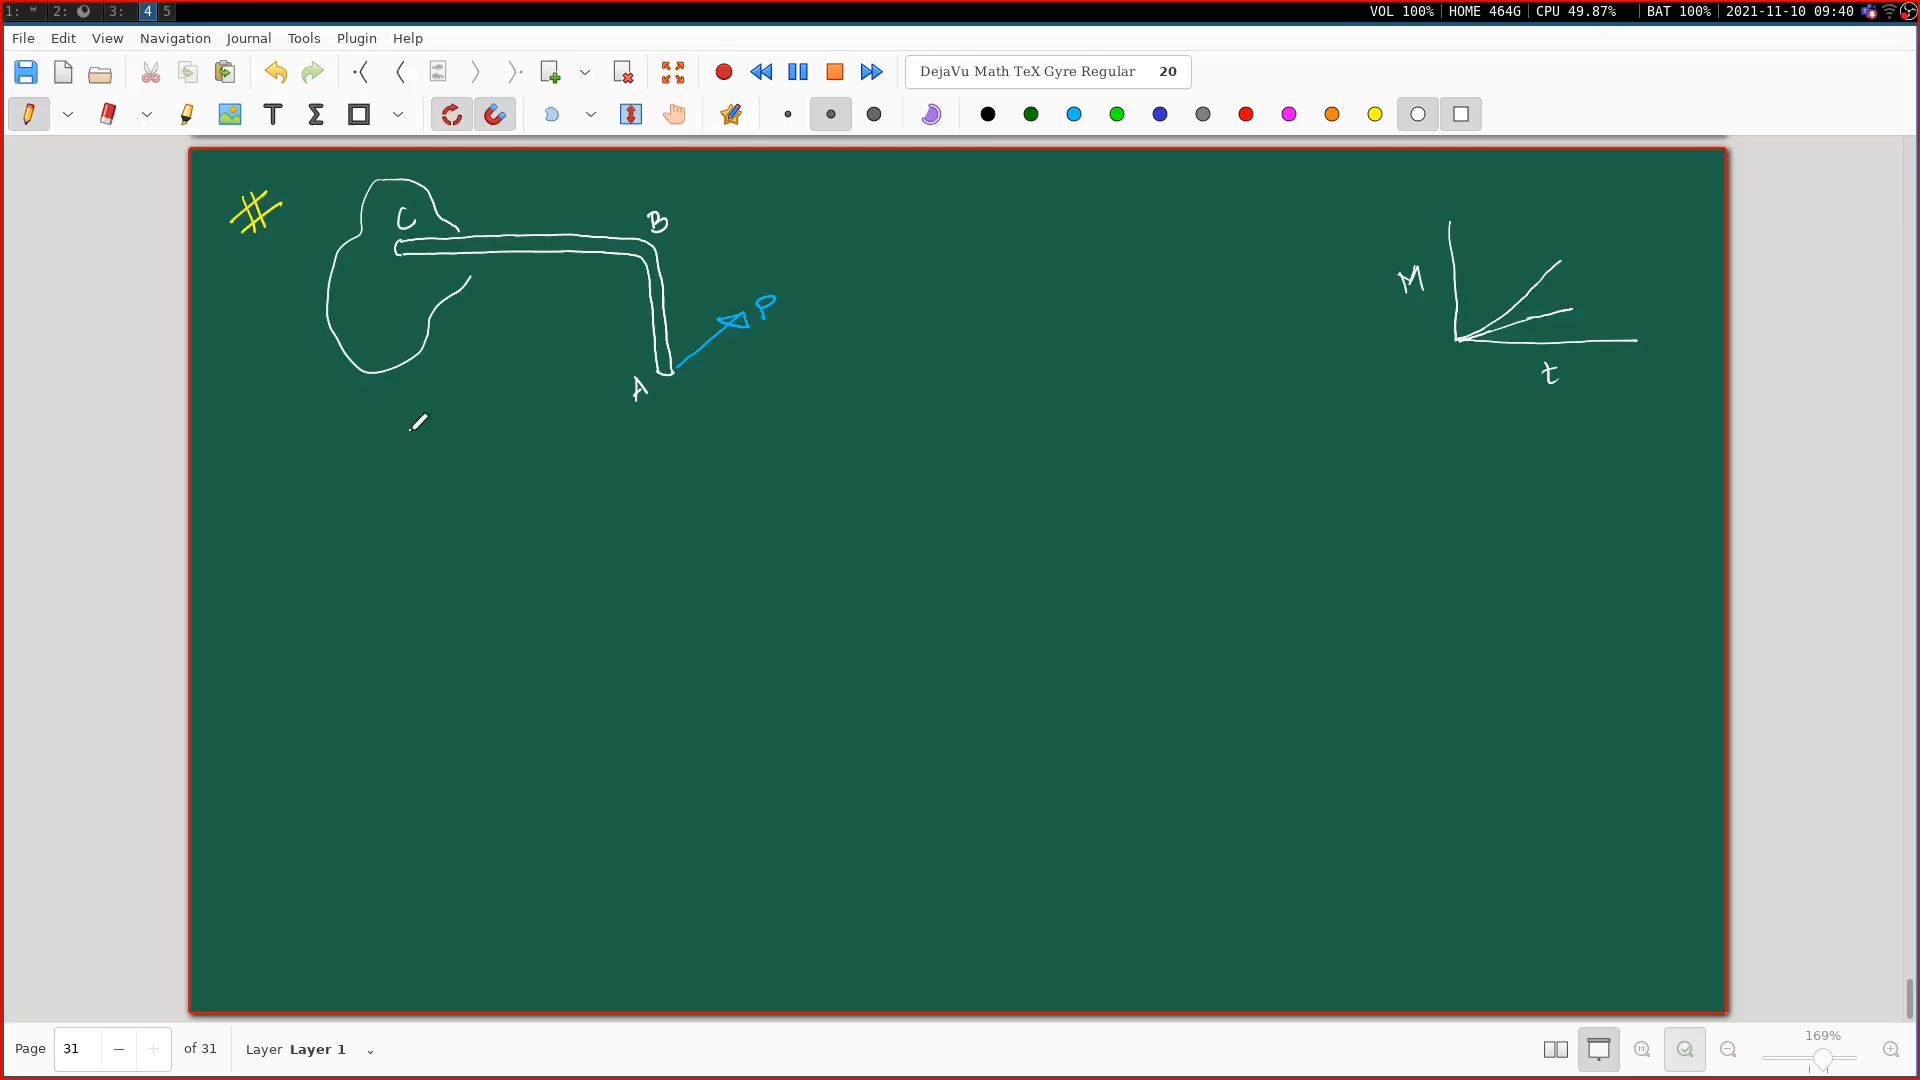 1: 2: 3: 4 5
VOL 100% HOME 464G CPU 49.87% BAT 100% 2021-11-10 09:40
File Edit View Navigation Journal Tools Plugin Help
DejaVu Math TeX Gyre Regular 20
T Σ
#
C
B
P
A
M
t
Page 31 of 31 Layer Layer 1
169%